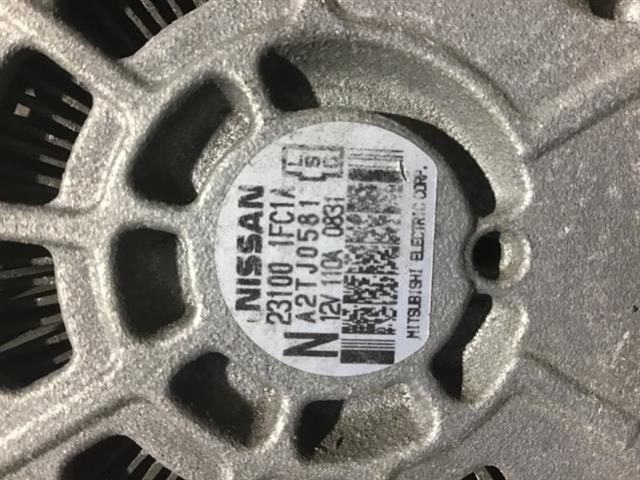 NISSAN
23100 1FC1A
A2TJ0581
12V 110A 0831
N
MITSUBISHI ELECTRIC CORP.